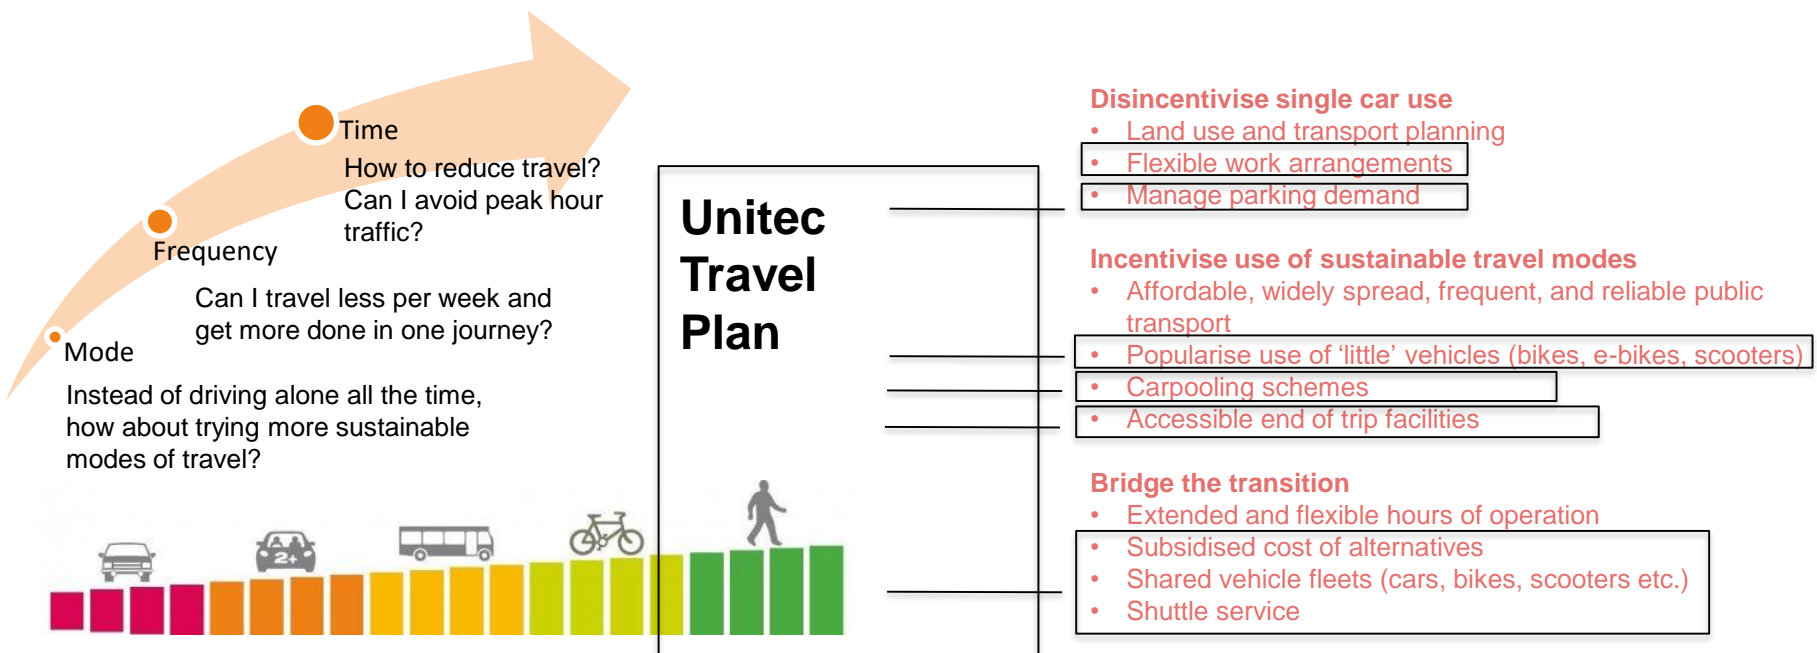 Time
How to reduce travel?
Can I avoid peak hour
traffic?
Frequency
Can I travel less per week and
get more done in one journey?
Mode
Instead of driving alone all the time,
how about trying more sustainable
modes of travel?
2+
Unitec
Travel
Plan
Disincentivise single car use
• Land use and transport planning
• Flexible work arrangements
• Manage parking demand
Incentivise use of sustainable travel modes
• Affordable, widely spread, frequent, and reliable public
transport
• Popularise use of ‘little’ vehicles (bikes, e-bikes, scooters)
• Carpooling schemes
• Accessible end of trip facilities
Bridge the transition
• Extended and flexible hours of operation
• Subsidised cost of alternatives
• Shared vehicle fleets (cars, bikes, scooters etc.)
• Shuttle service